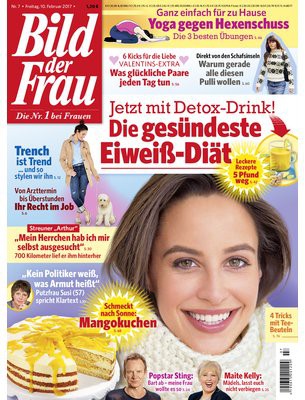 Nr. 7 • Freitag, 10. Februar 2017 •
Bild
der
Frau
Die Nr. 1 bei Frauen
Ganz einfach für zu Hause
Yoga gegen Hexenschuss
Die 3 besten Übungen
6 Kicks für die Liebe
VALENTINS-EXTRA
Was glückliche Paare
jeden Tag tun
Direkt von den Schafsinseln
Warum gerade
alle diesen
Pulli wollen
Jetzt mit Detox-Drink!
Die gesündeste
Eiweiß-Diät
Leckere
Rezepte
5 Pfund
weg
Trench
ist Trend
... und so
stylen wir ihn
Von Arzttermin
bis Überstunden
Ihr Recht im Job
Streuner „Arthur“
„Mein Herrchen hab ich mir
selbst ausgesucht“
700 Kilometer lief er ihm hinterher
„Kein Politiker weiß,
was Armut heißt“
Putzfrau Susi (57)
spricht Klartext
Schmeckt
nach Sonne:
Mangokuchen
4 Tricks
mit Tee-
Beuteln
Popstar Sting:
Bart ab – meine Frau
wollte es so
Maite Kelly:
Mädels, lasst euch
nicht verbiegen